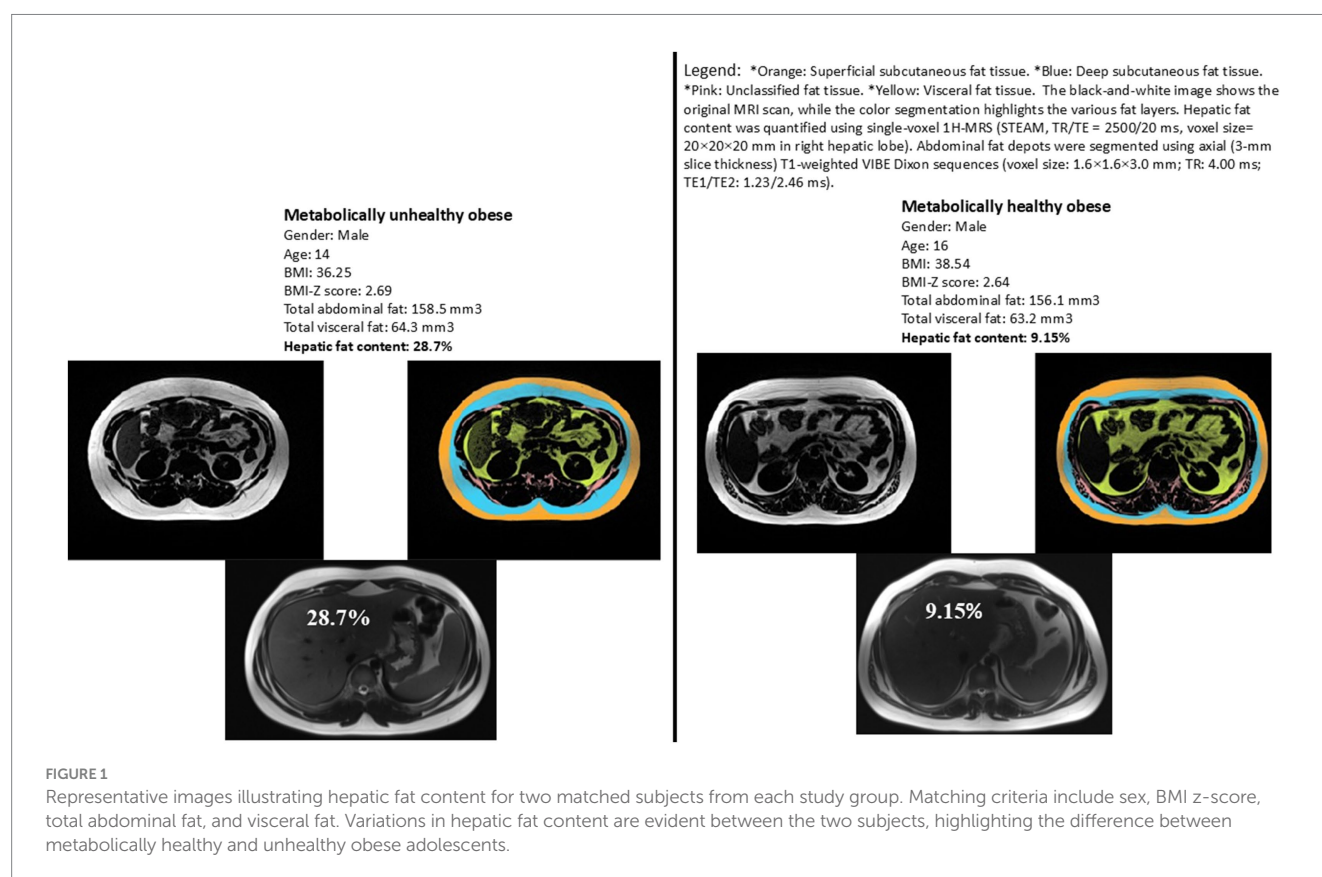 Legend: *Orange: Superficial subcutaneous fat tissue. *Blue: Deep subcutaneous fat tissue.
*Pink: Unclassified fat tissue. *Yellow: Visceral fat tissue. The black-and-white image shows the
original MRI scan, while the color segmentation highlights the various fat layers. Hepatic fat
content was quantified using single-voxel 1H-MRS (STEAM, TR/TE = 2500/20 ms, voxel size=
20×20×20 mm in right hepatic lobe). Abdominal fat depots were segmented using axial (3-mm
slice thickness) T1-weighted VIBE Dixon sequences (voxel size: 1.6×1.6×3.0 mm; TR: 4.00 ms;
TE1/TE2: 1.23/2.46 ms).
Metabolically unhealthy obese
Gender: Male
Age: 14
BMI: 36.25
BMI-Z score: 2.69
Total abdominal fat: 158.5 mm3
Total visceral fat: 64.3 mm3
Hepatic fat content: 28.7%
28.7%
Metabolically healthy obese
Gender: Male
Age: 16
BMI: 38.54
BMI-Z score: 2.64
Total abdominal fat: 156.1 mm3
Total visceral fat: 63.2 mm3
Hepatic fat content: 9.15%
9.15%
FIGURE 1
Representative images illustrating hepatic fat content for two matched subjects from each study group. Matching criteria include sex, BMI z-score,
total abdominal fat, and visceral fat. Variations in hepatic fat content are evident between the two subjects, highlighting the difference between
metabolically healthy and unhealthy obese adolescents.